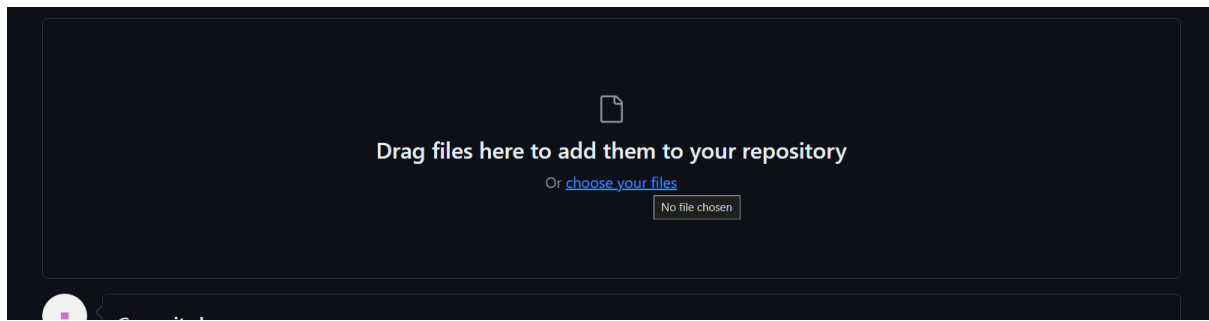 Drag files here to add them to your repository
Or choose your files
No file chosen